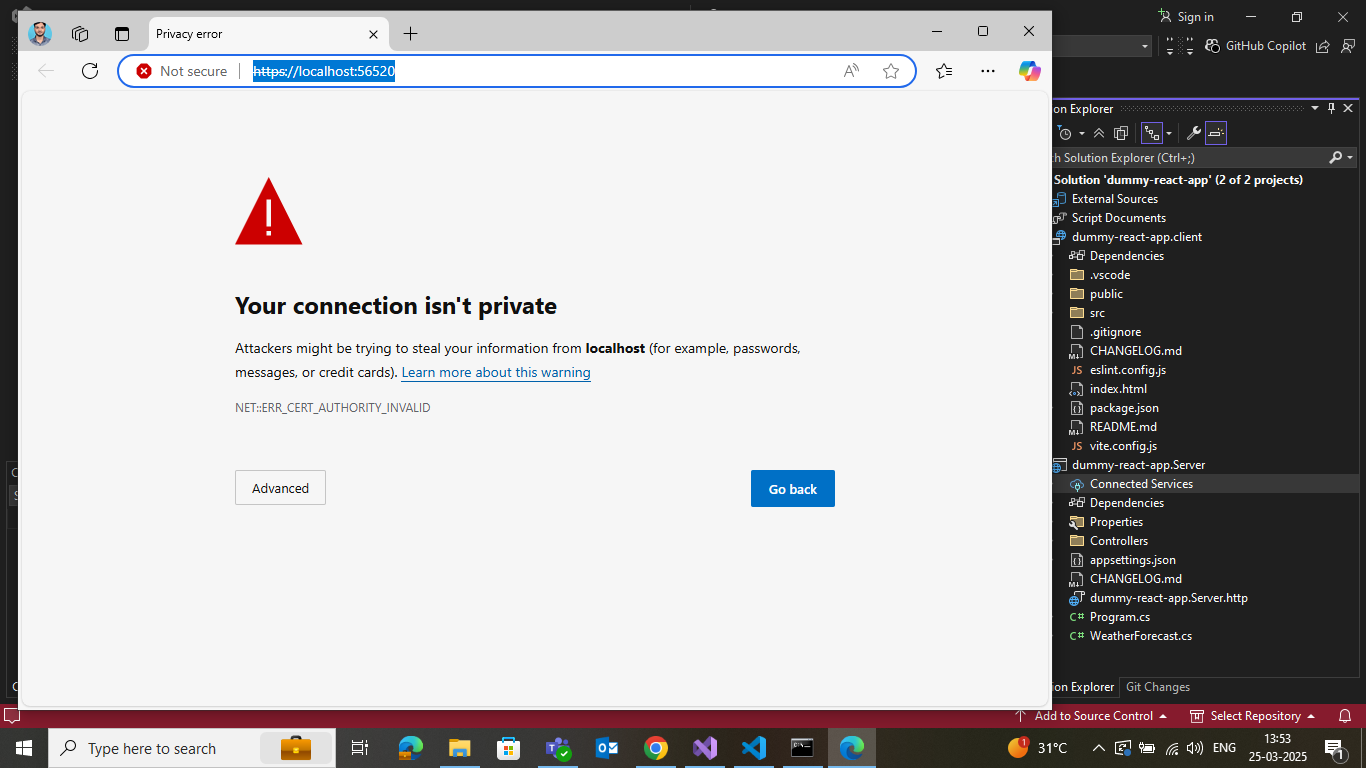 Sign in
Privacy error
Not secure
https://localhost:56520
GitHub Copilot
Your connection isn't private
Attackers might be trying to steal your information from localhost (for example, passwords,
messages, or credit cards). Learn more about this warning
NET::ERR_CERT_AUTHORITY_INVALID
Advanced
Go back
on Explorer
Solution Explorer (Ctrl+;)
Solution 'dummy-react-app' (2 of 2 projects)
External Sources
Script Documents
dummy-react-app.client
Dependencies
.vscode
public
src
.gitignore
CHANGELOG.md
JS eslint.config.js
index.html
package.json
README.md
JS vite.config.js
dummy-react-app.Server
Connected Services
Dependencies
Properties
Controllers
appsettings.json
CHANGELOG.md
dummy-react-app.Server.http
C# Program.cs
C# WeatherForecast.cs
ion Explorer
Git Changes
Add to Source Control
Select Repository
Type here to search
1
31°C
ENG
13:53
25-03-2025
1